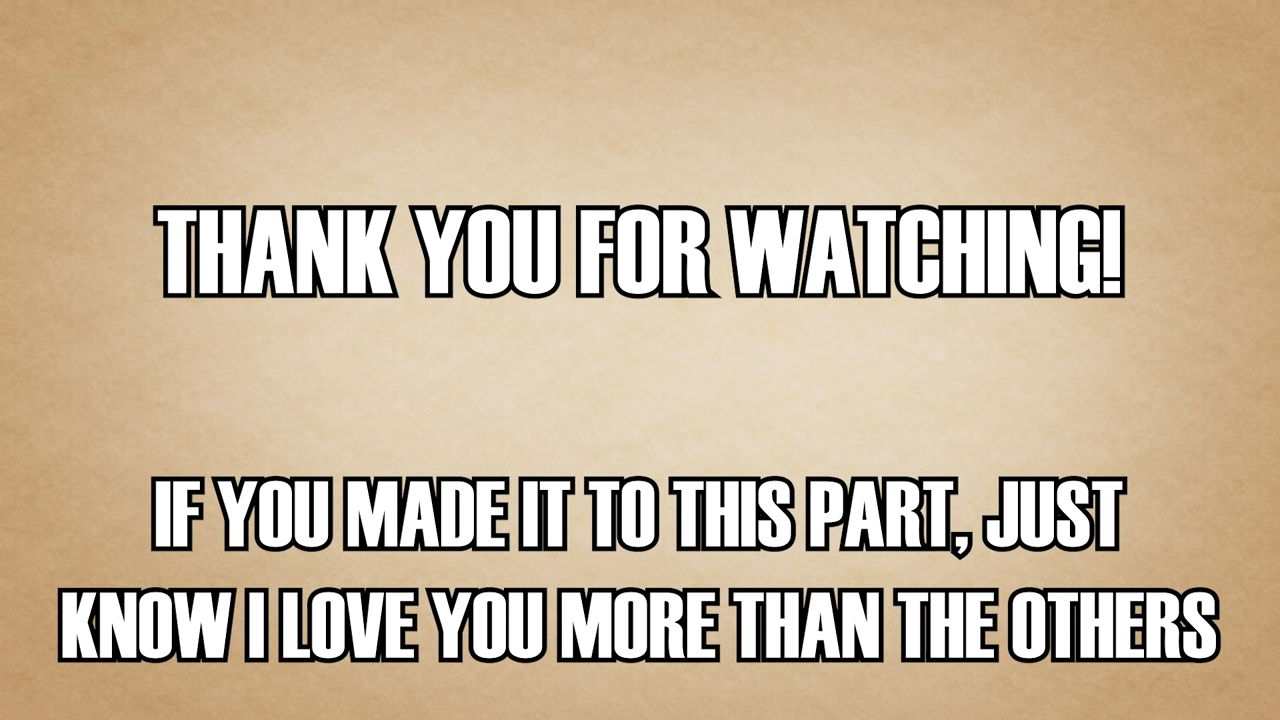 THANK YOU FOR WATCHING!
IF YOU MADE IT TO THIS PART, JUST
KNOW I LOVE YOU MORE THAN THE OTHERS